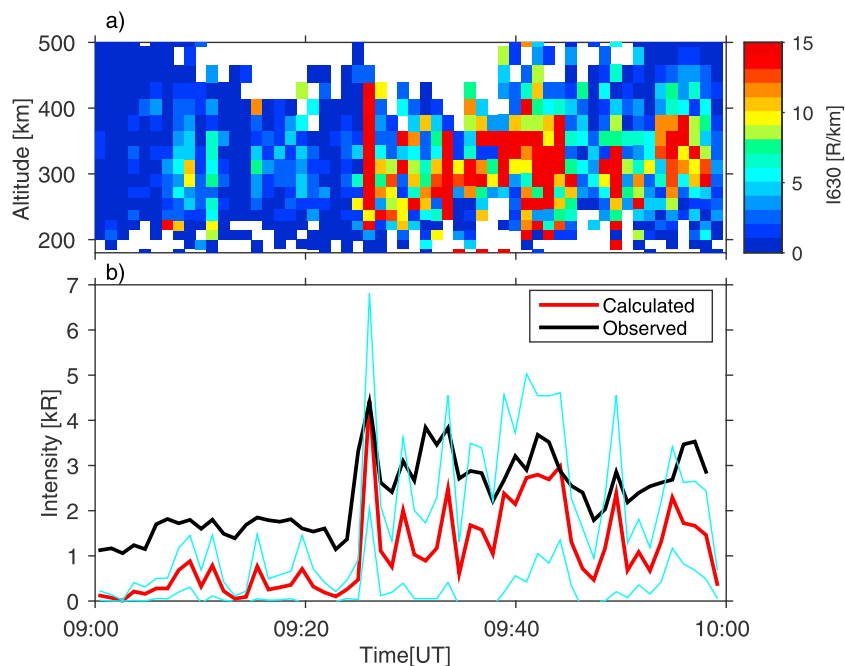 a)
500
400
300
200
Altitude [km]
15
10
5
0
I630 [R/km]
b)
7
6
5
4
3
2
1
0
Intensity [kR]
Calculated
Observed
09:00 09:20 09:40 10:00
Time[UT]